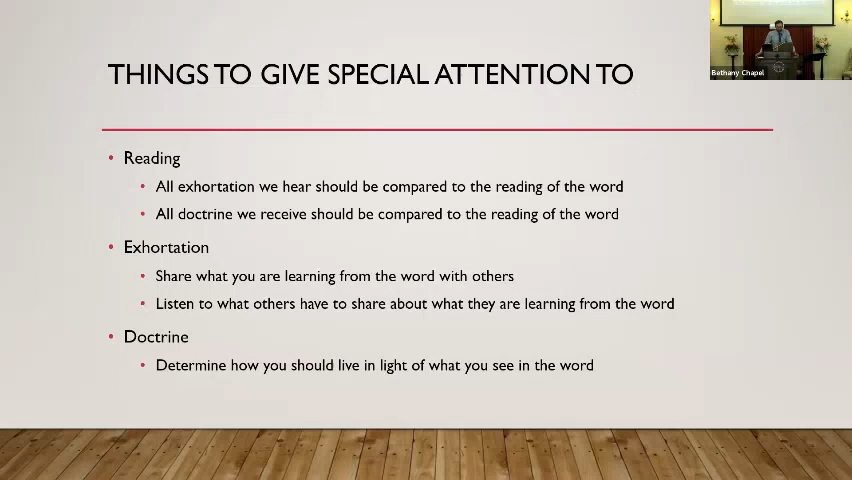 THINGS TO GIVE SPECIAL ATTENTION TO
Bethany Chapel
• Reading
• All exhortation we hear should be compared to the reading of the word
• All doctrine we receive should be compared to the reading of the word
• Exhortation
• Share what you are learning from the word with others
• Listen to what others have to share about what they are learning from the word
• Doctrine
• Determine how you should live in light of what you see in the word